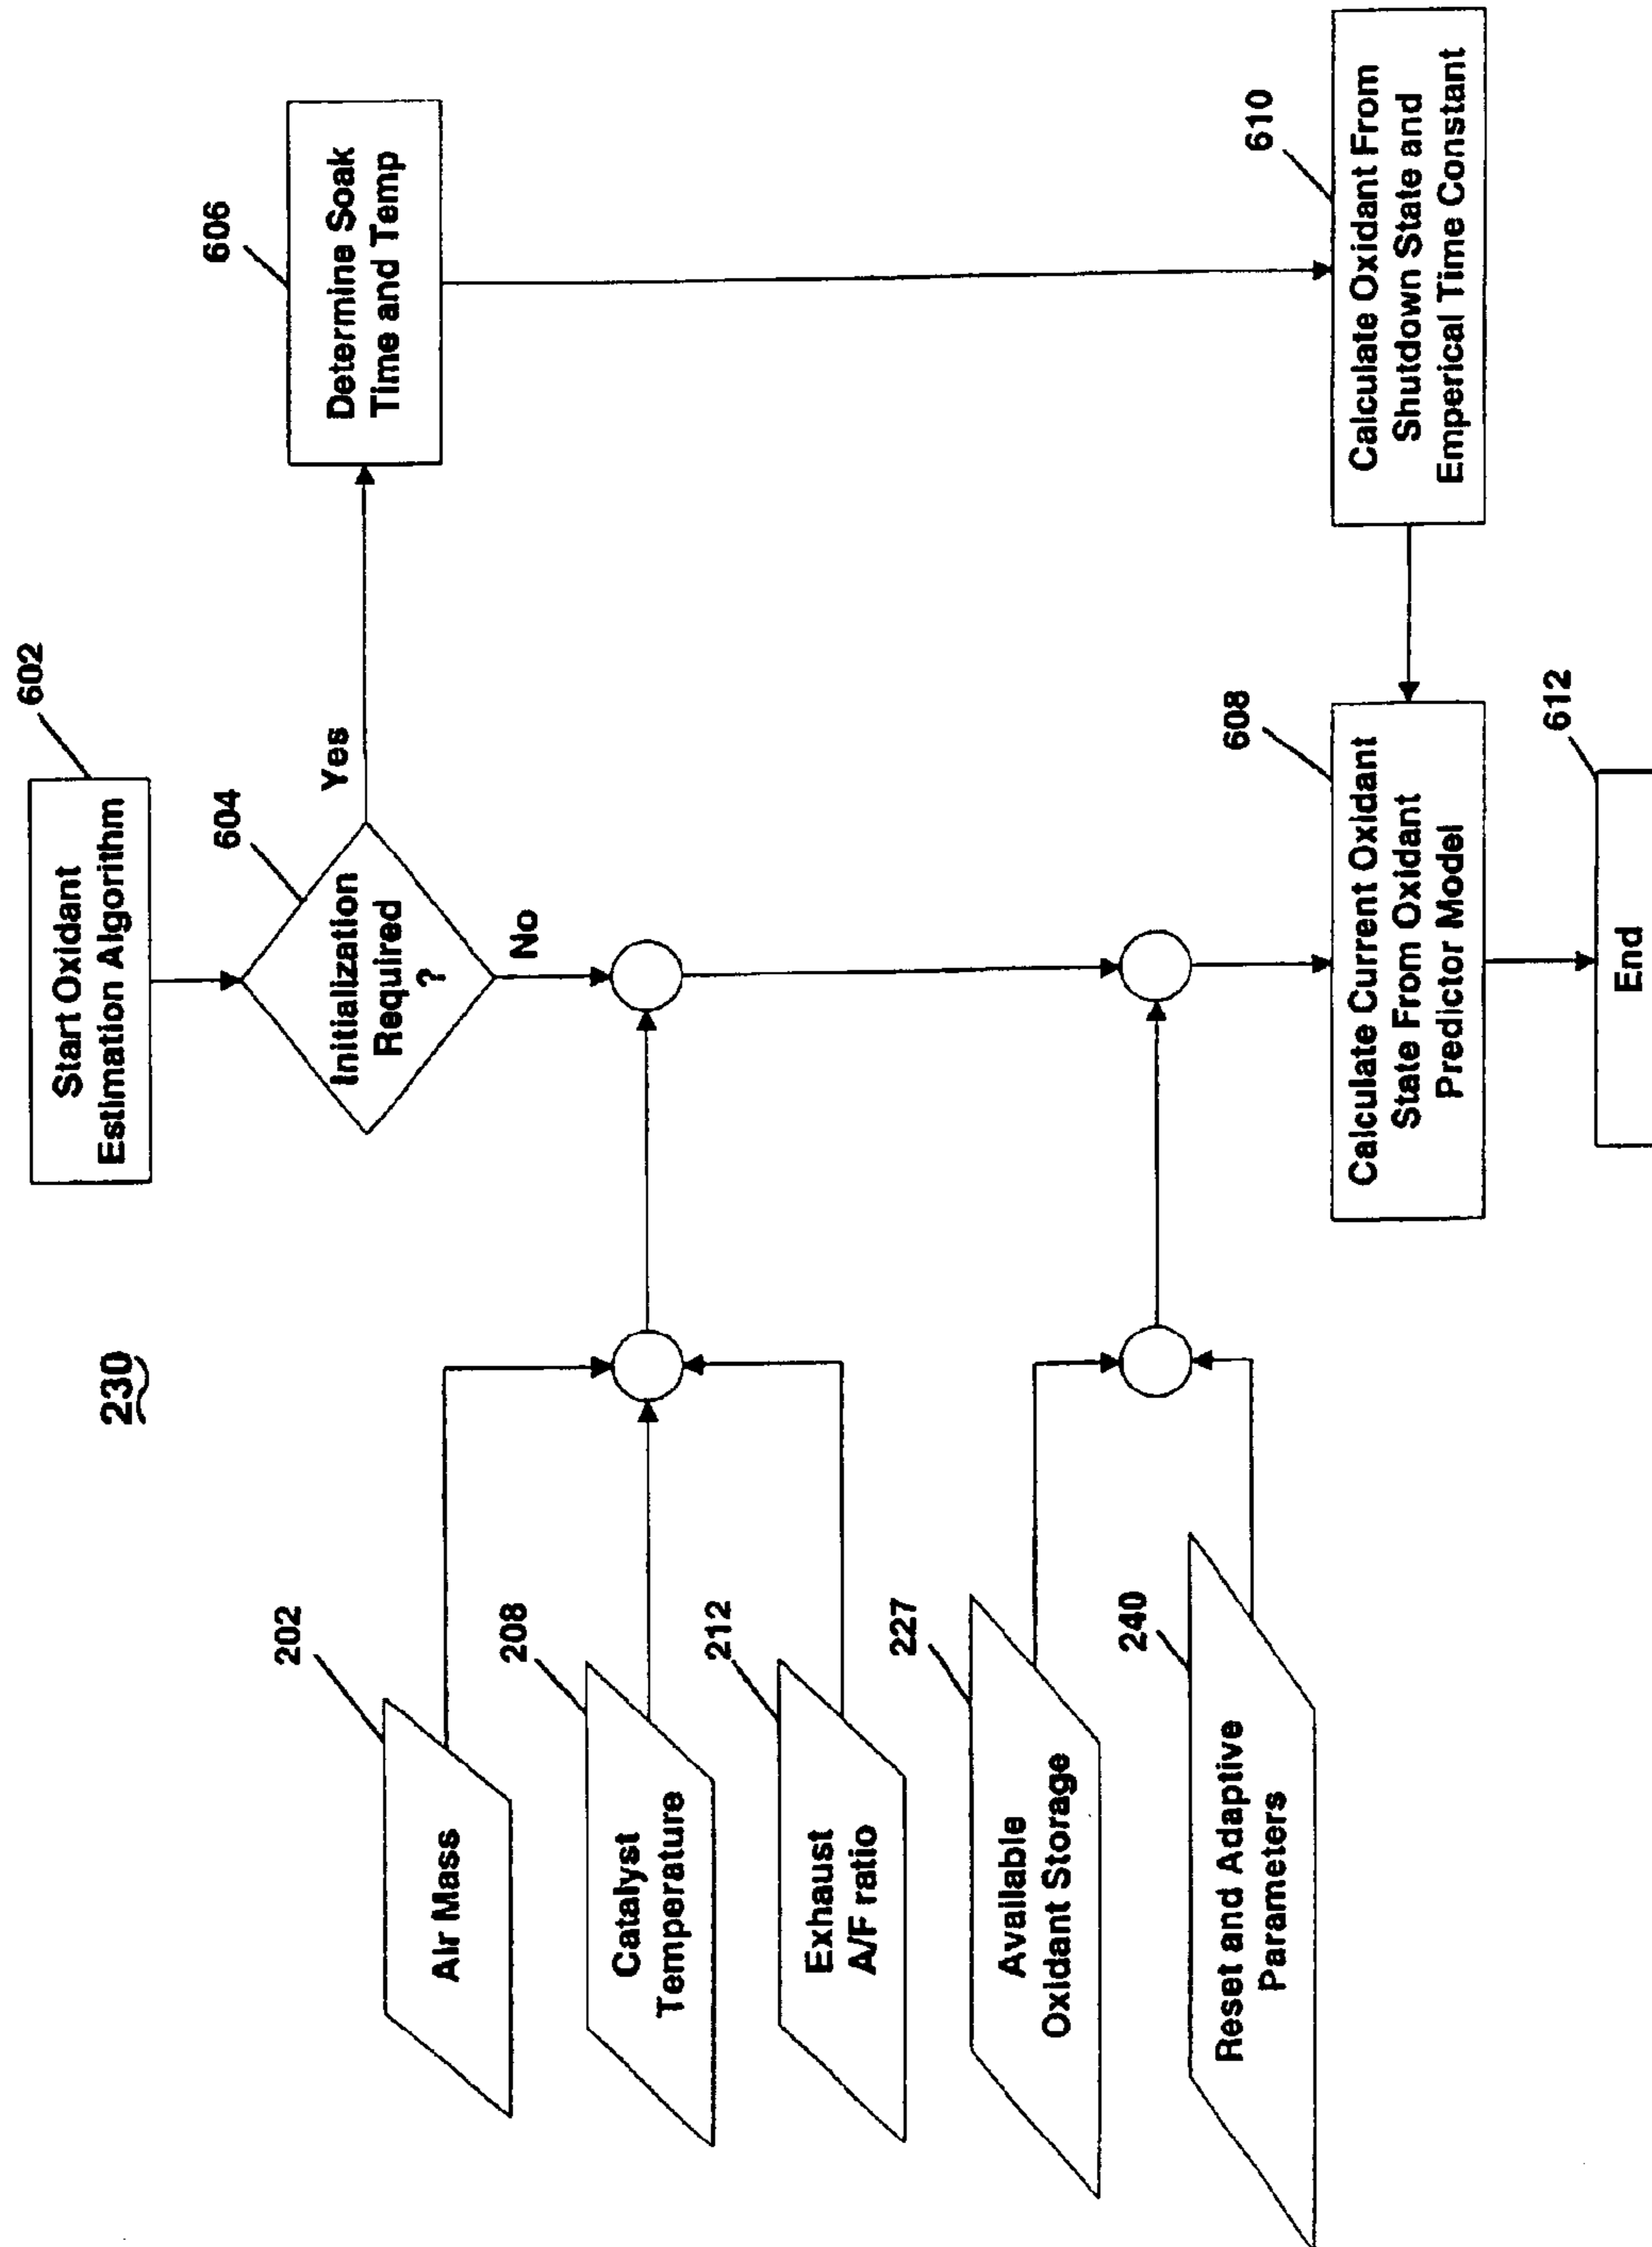 230
602
Start Oxidant
Estimation Algorithm
604
Initialization
Required
?
Yes
No
606
Determine Soak
Time and Temp
202
Air Mass
208
Catalyst
Temperature
212
Exhaust
A/F ratio
227
Available
Oxidant Storage
240
Reset and Adaptive
Parameters
608
Calculate Current Oxidant
State From Oxidant
Predictor Model
610
Calculate Oxidant From
Shutdown State and
Emperical Time Constant
612
End